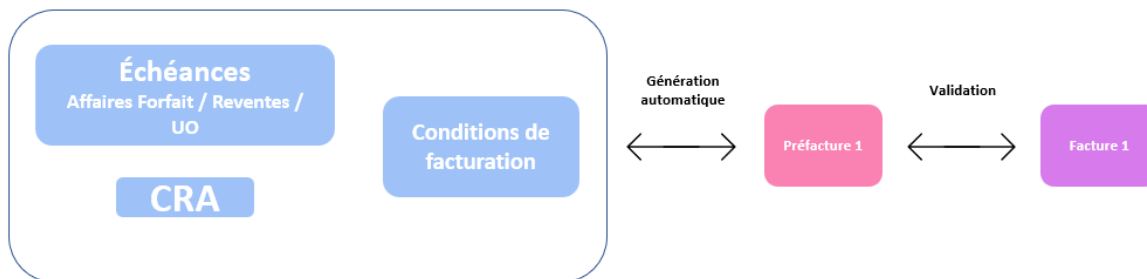 Échéances
Affaires Forfait / Reventes /
UO
CRA
Conditions de
facturation
Génération
automatique
Préfacture 1
Validation
Facture 1